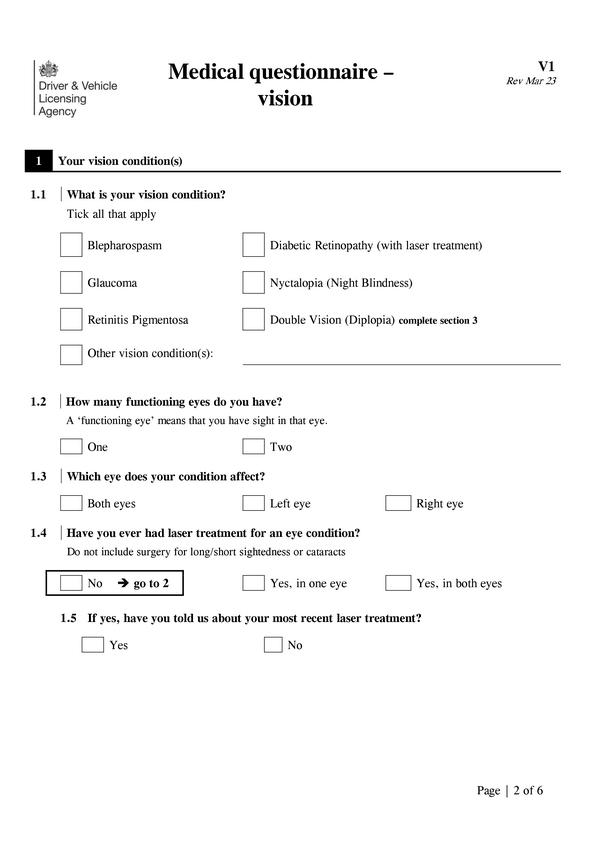 Driver & Vehicle
Licensing
Agency
Medical questionnaire –
vision
V1
Rev Mar 23
1 Your vision condition(s)
1.1 What is your vision condition?
Tick all that apply
Blepharospasm Diabetic Retinopathy (with laser treatment)
Glaucoma Nyctalopia (Night Blindness)
Retinitis Pigmentosa Double Vision (Diplopia) complete section 3
Other vision condition(s):
1.2 How many functioning eyes do you have?
A ‘functioning eye’ means that you have sight in that eye.
One Two
1.3 Which eye does your condition affect?
Both eyes Left eye Right eye
1.4 Have you ever had laser treatment for an eye condition?
Do not include surgery for long/short sightedness or cataracts
No ➔ go to 2 Yes, in one eye Yes, in both eyes
1.5 If yes, have you told us about your most recent laser treatment?
Yes No
Page | 2 of 6